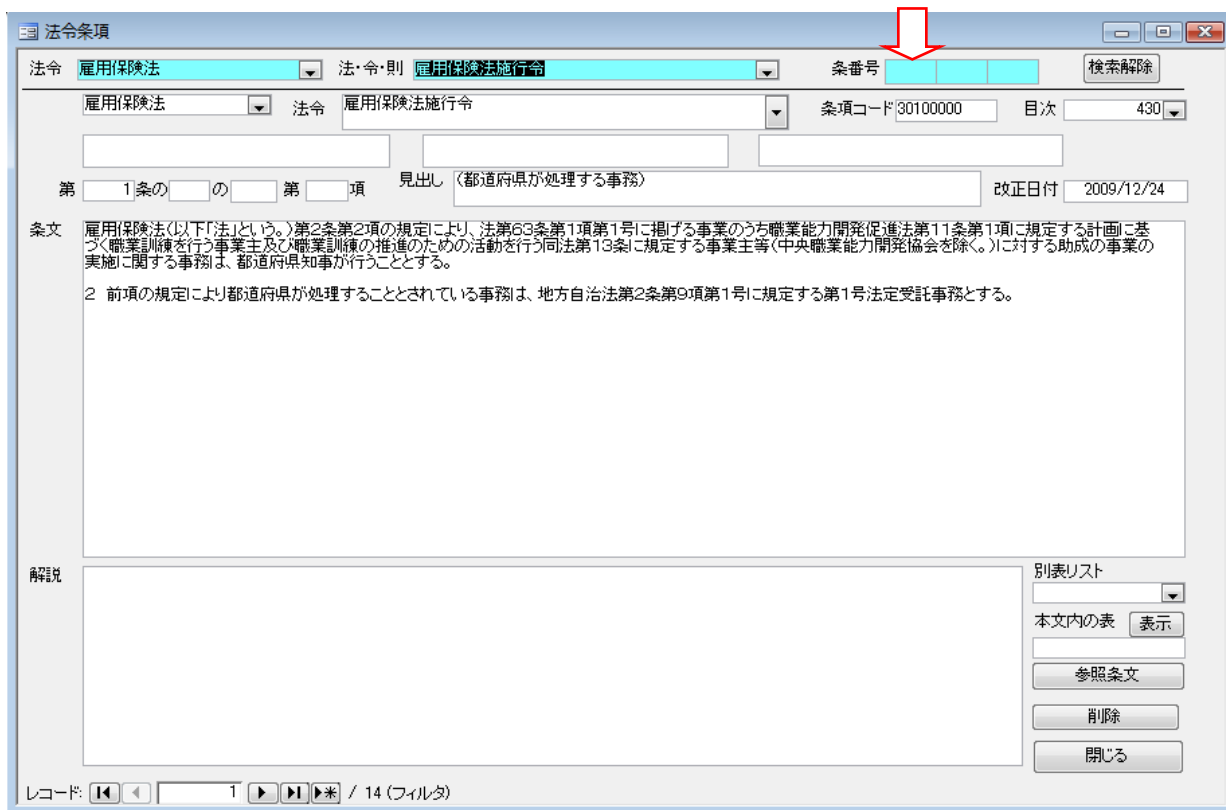 法令条項
法令 雇用保険法 法・令・則 雇用保険法施行令 条番号 検索解除
雇用保険法 法令 雇用保険法施行令 条項コード 30100000 目次 430
第 1 条の の 第 項 見出し (都道府県が処理する事務) 改正日付 2009/12/24
条文 雇用保険法(以下「法」という。)第2条第2項の規定により、法第63条第1項第1号に掲げる事業のうち職業能力開発促進法第11条第1項に規定する計画に基
づく職業訓練を行う事業主及び職業訓練の推進のための活動を行う同法第13条に規定する事業主等(中央職業能力開発協会を除く。)に対する助成の事業の
実施に関する事務は、都道府県知事が行うこととする。
2 前項の規定により都道府県が処理することとされている事務は、地方自治法第2条第9項第1号に規定する第1号法定受託事務とする。
解説
別表リスト
本文内の表 表示
参照条文
削除
閉じる
レコード: 1 / 14 (フィルタ)